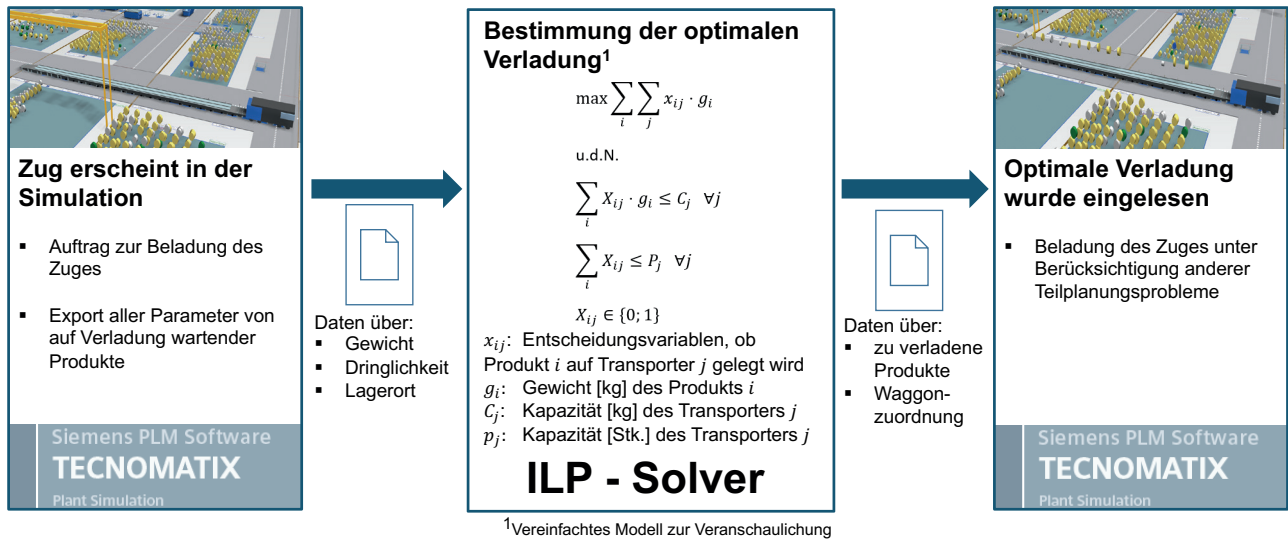 Zug erscheint in der
Simulation
▪ Auftrag zur Beladung des
Zuges
▪ Export aller Parameter von
auf Verladung wartender
Produkte
Siemens PLM Software
TECNOMATIX
Plant Simulation
Daten über:
▪ Gewicht
▪ Dringlichkeit
▪ Lagerort
Bestimmung der optimalen
Verladung¹
max ∑_i ∑_j x_ij · g_i
u.d.N.
∑_i X_ij · g_i ≤ C_j ∀j
∑_i X_ij ≤ P_j ∀j
X_ij ∈ {0; 1}
x_ij: Entscheidungsvariablen, ob
Produkt i auf Transporter j gelegt wird
g_i: Gewicht [kg] des Produkts i
C_j: Kapazität [kg] des Transporters j
p_j: Kapazität [Stk.] des Transporters j
ILP - Solver
Daten über:
▪ zu verladene
Produkte
▪ Waggon-
zuordnung
Optimale Verladung
wurde eingelesen
▪ Beladung des Zuges unter
Berücksichtigung anderer
Teilplanungsprobleme
Siemens PLM Software
TECNOMATIX
Plant Simulation
¹Vereinfachtes Modell zur Veranschaulichung